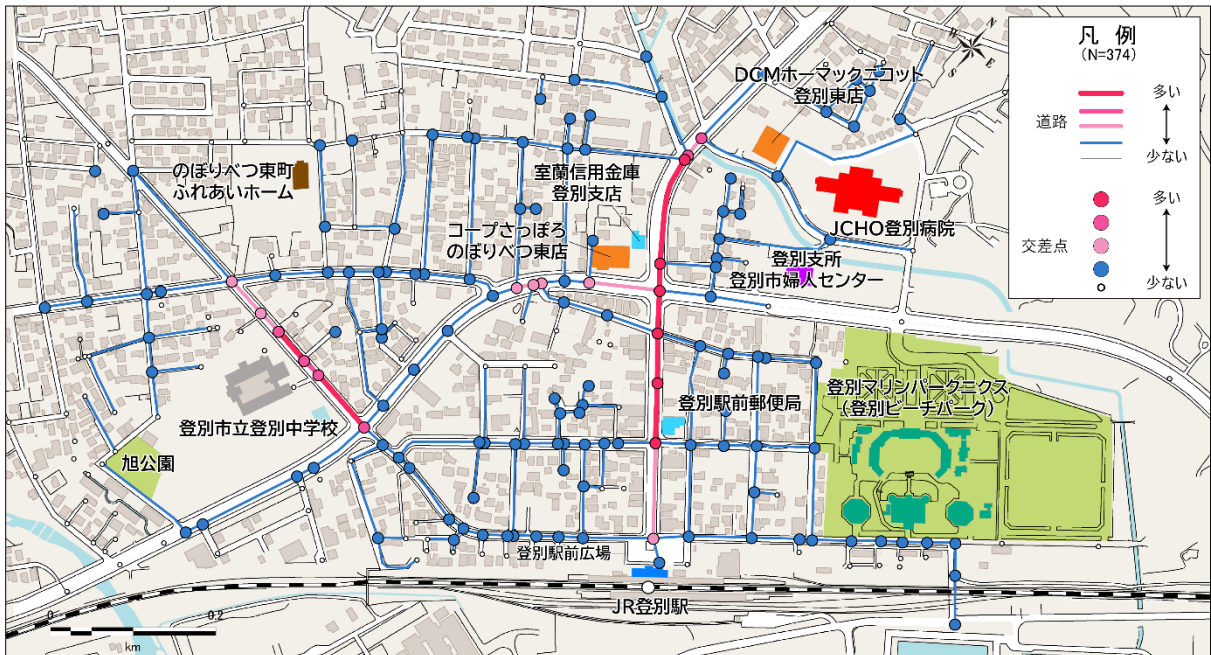 凡 例
(N=374)
多い
道路
少ない
多い
交差点
少ない
N
W
E
S
DCMホーマックニコット
登別東店
のぼりべつ東町
ふれあいホーム
室蘭信用金庫
登別支店
コープさっぽろ
のぼりべつ東店
JCHO登別病院
登別支所
登別市婦人センター
登別マリンパークニクス
(登別ビーチパーク)
登別駅前郵便局
登別市立登別中学校
旭公園
登別駅前広場
JR登別駅
0
0.2
km